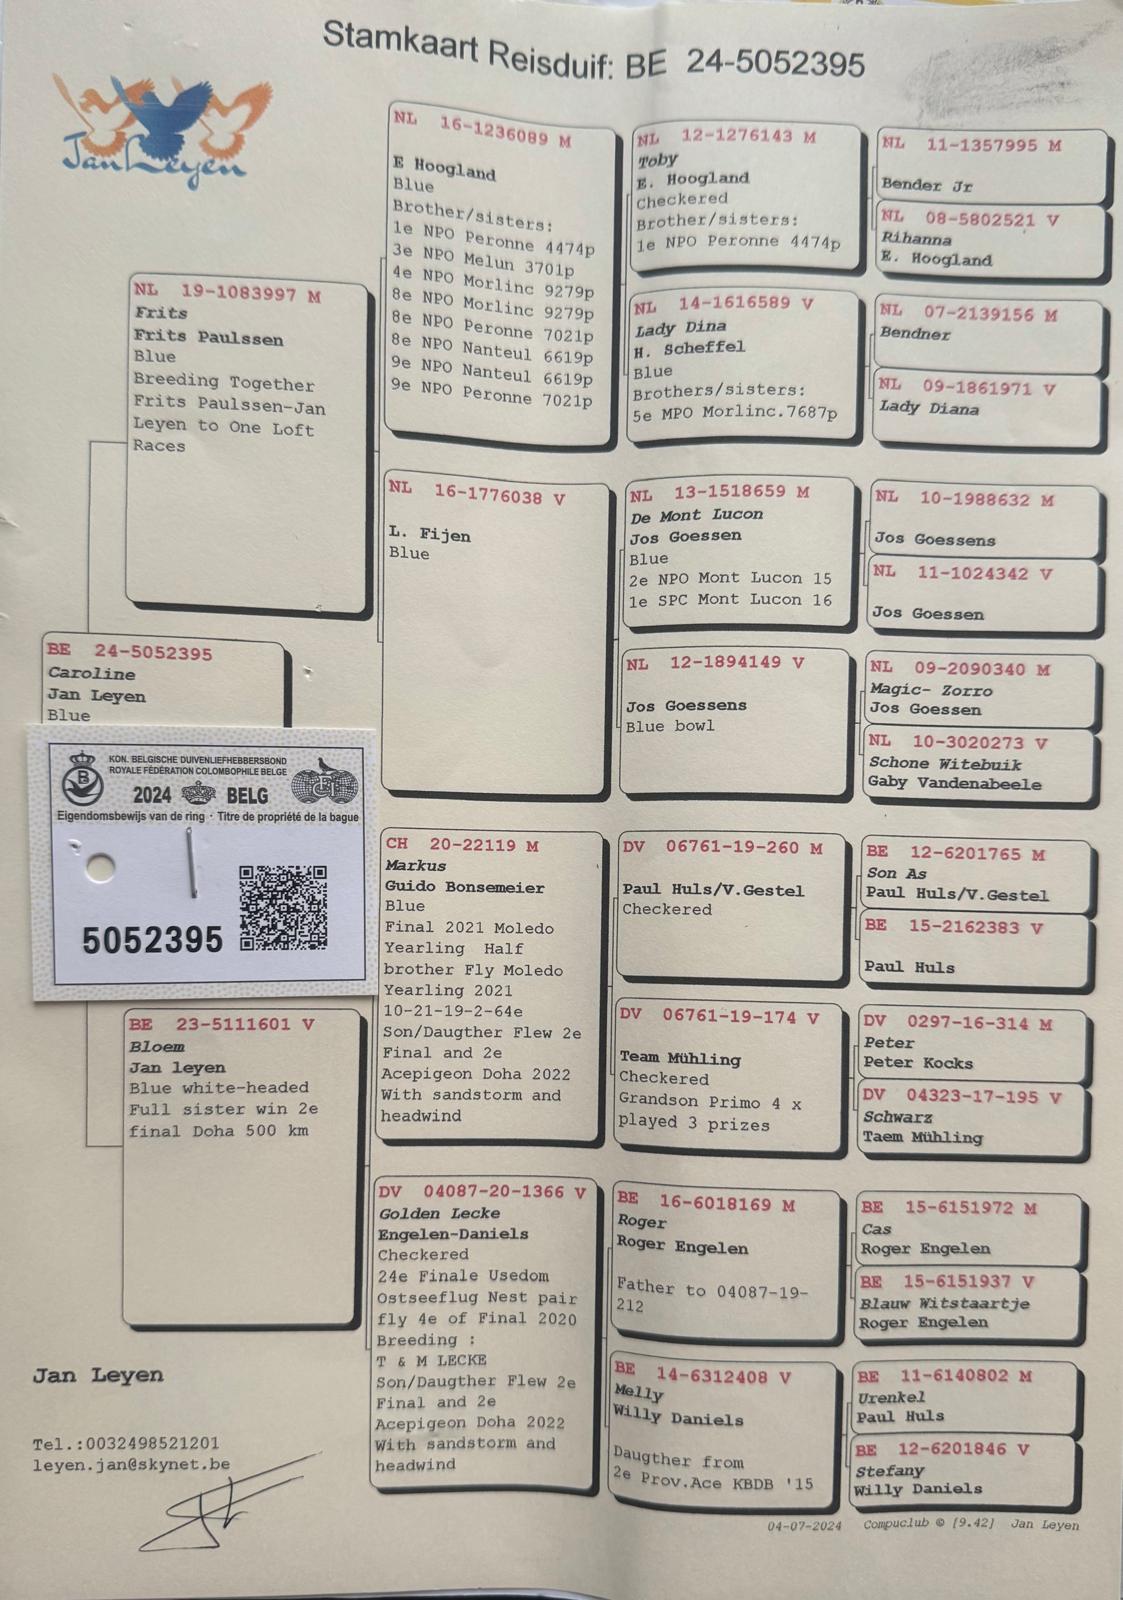 Stamkaart Reisduif: BE 24-5052395
Jan Leyen
NL 19-1083997 M
Frits
Frits Paulssen
Blue
Breeding Together
Frits Paulssen-Jan
Leyen to One Loft
Races
BE 24-5052395
Caroline
Jan Leyen
Blue
KON. BELGISCHE DUIVENLIEFHEBBERSBOND
ROYALE FÉDÉRATION COLOMBOPHILE BELGE
2024 BELG
Eigendomsbewijs van de ring · Titre de propriété de la bague
5052395
BE 23-5111601 V
Bloem
Jan leyen
Blue white-headed
Full sister win 2e
final Doha 500 km
Jan Leyen
Tel.:0032498521201
leyen.jan@skynet.be
NL 16-1236089 M
E Hoogland
Blue
Brother/sisters:
1e NPO Peronne 4474p
3e NPO Melun 3701p
4e NPO Morlinc 9279p
8e NPO Morlinc 9279p
8e NPO Peronne 7021p
8e NPO Nanteul 6619p
9e NPO Nanteul 6619p
9e NPO Peronne 7021p
NL 16-1776038 V
L. Fijen
Blue
CH 20-22119 M
Markus
Guido Bonsemeier
Blue
Final 2021 Moledo
Yearling Half
brother Fly Moledo
Yearling 2021
10-21-19-2-64e
Son/Daugther Flew 2e
Final and 2e
Acepigeon Doha 2022
With sandstorm and
headwind
DV 04087-20-1366 V
Golden Lecke
Engelen-Daniels
Checkered
24e Finale Usedom
Ostseeflug Nest pair
fly 4e of Final 2020
Breeding :
T & M LECKE
Son/Daugther Flew 2e
Final and 2e
Acepigeon Doha 2022
With sandstorm and
headwind
NL 12-1276143 M
Toby
E. Hoogland
Checkered
Brother/sisters:
1e NPO Peronne 4474p
NL 14-1616589 V
Lady Dina
H. Scheffel
Blue
Brothers/sisters:
5e MPO Morlinc.7687p
NL 13-1518659 M
De Mont Lucon
Jos Goessen
Blue
2e NPO Mont Lucon 15
1e SPC Mont Lucon 16
NL 12-1894149 V
Jos Goessens
Blue bowl
DV 06761-19-260 M
Paul Huls/V.Gestel
Checkered
DV 06761-19-174 V
Team Mühling
Checkered
Grandson Primo 4 x
played 3 prizes
BE 16-6018169 M
Roger
Roger Engelen
Father to 04087-19-
212
BE 14-6312408 V
Melly
Willy Daniels
Daugther from
2e Prov.Ace KBDB '15
NL 11-1357995 M
Bender Jr
NL 08-5802521 V
Rihanna
E. Hoogland
NL 07-2139156 M
Bendner
NL 09-1861971 V
Lady Diana
NL 10-1988632 M
Jos Goessens
NL 11-1024342 V
Jos Goessen
NL 09-2090340 M
Magic- Zorro
Jos Goessen
NL 10-3020273 V
Schone Witebuik
Gaby Vandenabeele
BE 12-6201765 M
Son As
Paul Huls/V.Gestel
BE 15-2162383 V
Paul Huls
DV 0297-16-314 M
Peter
Peter Kocks
DV 04323-17-195 V
Schwarz
Taem Mühling
BE 15-6151972 M
Cas
Roger Engelen
BE 15-6151937 V
Blauw Witstaartje
Roger Engelen
BE 11-6140802 M
Urenkel
Paul Huls
BE 12-6201846 V
Stefany
Willy Daniels
04-07-2024 Compuclub © [9.42] Jan Leyen